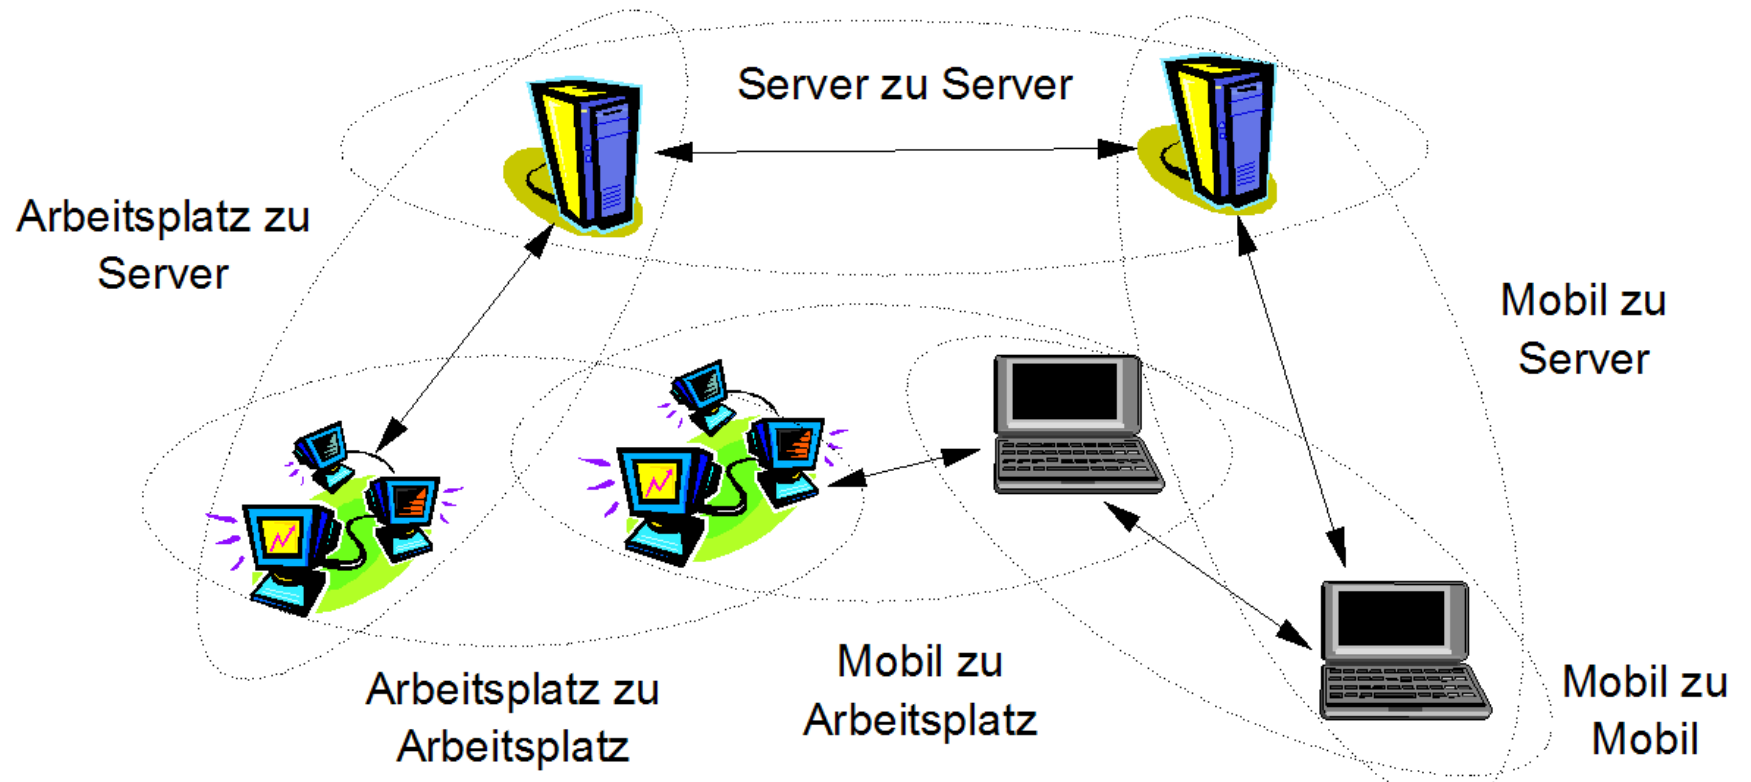 Server zu Server
Arbeitsplatz zu
Server
Mobil zu
Server
Arbeitsplatz zu
Arbeitsplatz
Mobil zu
Arbeitsplatz
Mobil zu
Mobil